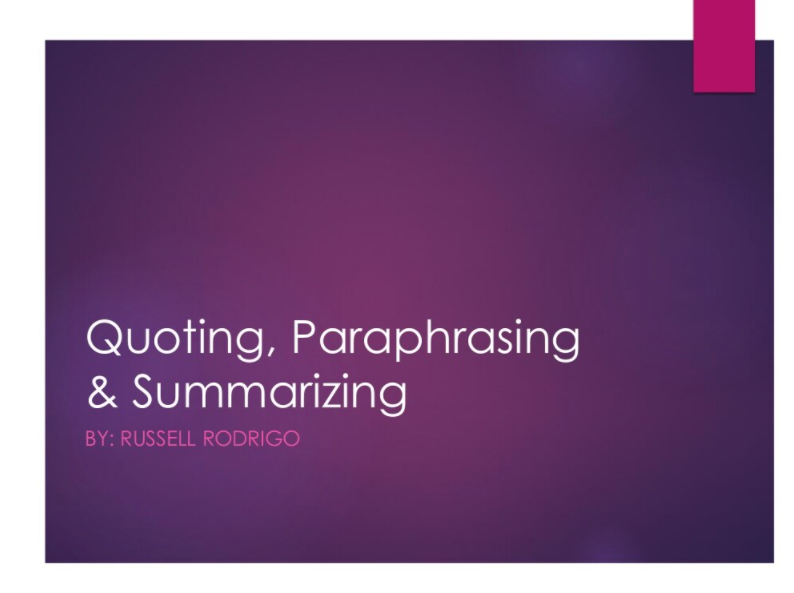 Quoting, Paraphrasing
& Summarizing
BY: RUSSELL RODRIGO